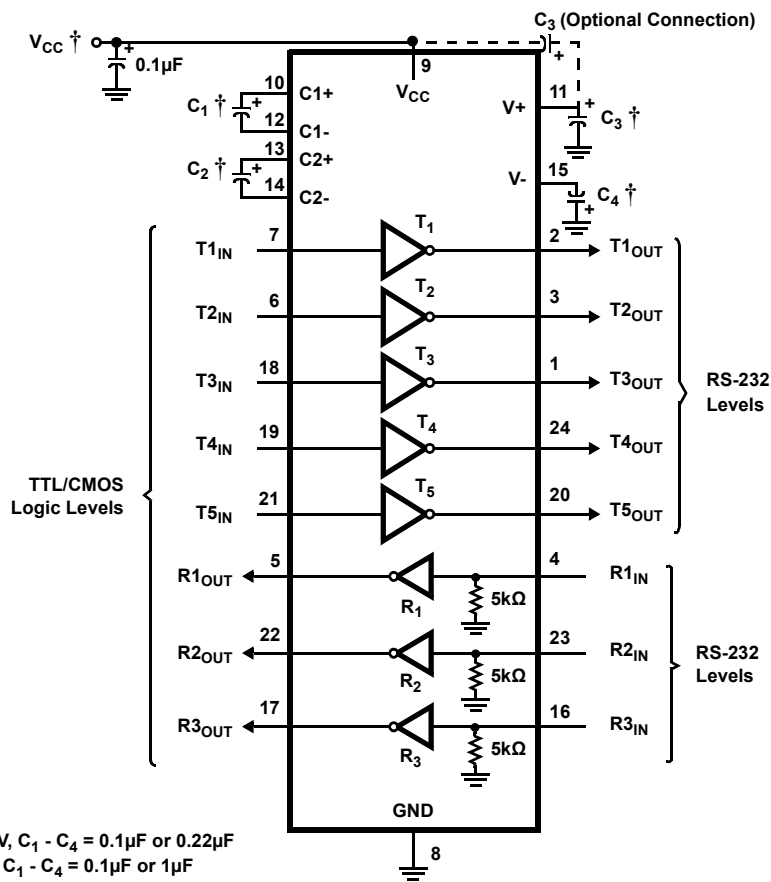 C3 (Optional Connection)
VCC †
0.1µF
+
+
9
VCC
10
C1+
C1 †
+
12
C1-
13
C2+
C2 †
+
14
C2-
11
V+
+
C3 †
15
V-
C4 †
+
T1IN
7
T1
2
T1OUT
T2IN
6
T2
3
T2OUT
T3IN
18
T3
1
T3OUT
T4IN
19
T4
24
T4OUT
T5IN
21
T5
20
T5OUT
TTL/CMOS
Logic Levels
RS-232
Levels
R1OUT
5
R1
5kΩ
4
R1IN
R2OUT
22
R2
5kΩ
23
R2IN
R3OUT
17
R3
5kΩ
16
R3IN
RS-232
Levels
GND
8
V, C1 - C4 = 0.1µF or 0.22µF
C1 - C4 = 0.1µF or 1µF